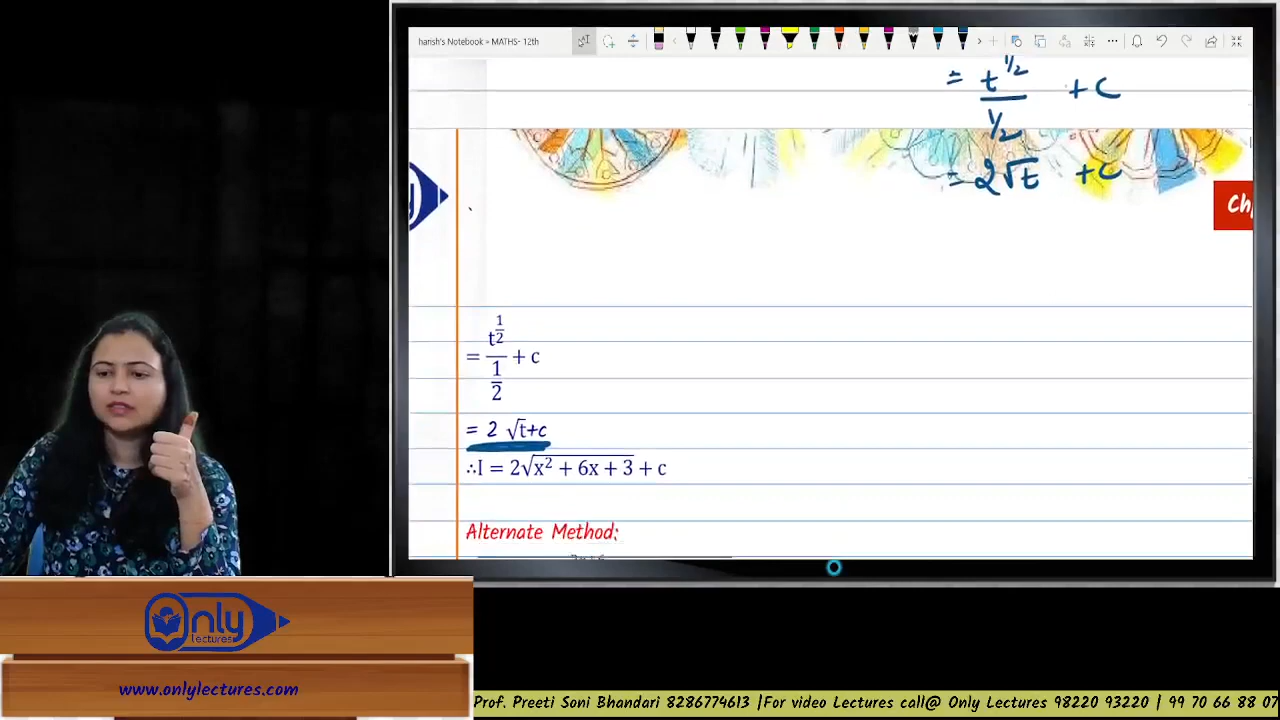 harish's Notebook > MATHS- 12th
= t^½ / ½ + C
= 2√t + C
Ch
= t^(1/2) / (1/2) + c
= 2 √t+c
∴I = 2√(x² + 6x + 3) + c
Alternate Method:
Only
lectures
www.onlylectures.com
Prof. Preeti Soni Bhandari 8286774613 |For video Lectures call@ Only Lectures 98220 93220 | 99 70 66 88 07